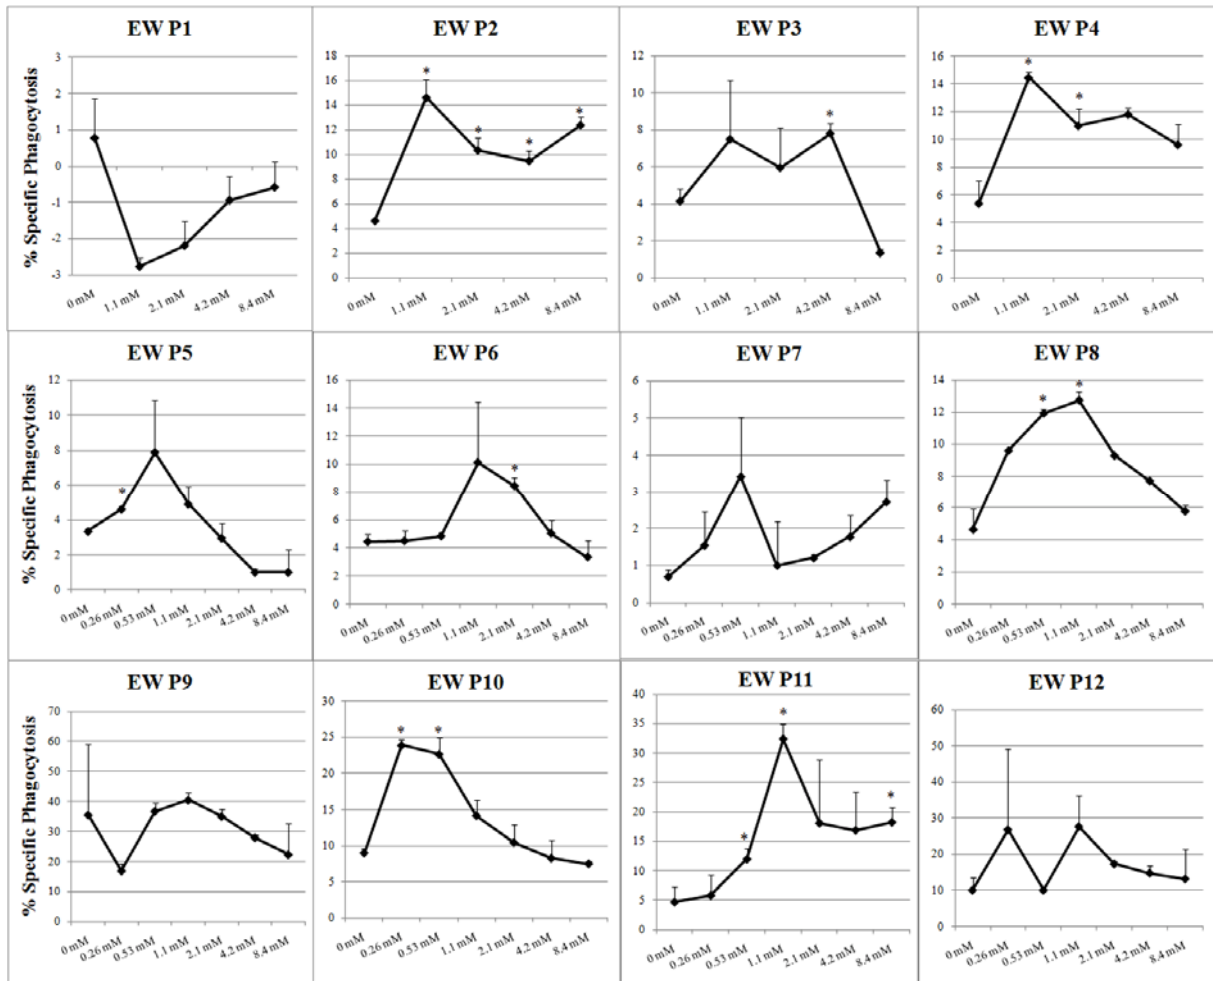 EW P1
EW P2
EW P3
EW P4
% Specific Phagocytosis
3
2
1
0
-1
-2
-3
0 mM
1.1 mM
2.1 mM
4.2 mM
8.4 mM
18
16
14
12
10
8
6
4
2
0
*
*
*
*
0 mM
1.1 mM
2.1 mM
4.2 mM
8.4 mM
12
10
8
6
4
2
0
*
0 mM
1.1 mM
2.1 mM
4.2 mM
8.4 mM
16
14
12
10
8
6
4
2
0
*
*
0 mM
1.1 mM
2.1 mM
4.2 mM
8.4 mM
EW P5
EW P6
EW P7
EW P8
% Specific Phagocytosis
12
10
8
6
4
2
0
*
0 mM
0.26 mM
0.53 mM
1.1 mM
2.1 mM
4.2 mM
8.4 mM
16
14
12
10
8
6
4
2
0
*
0 mM
0.26 mM
0.53 mM
1.1 mM
2.1 mM
4.2 mM
8.4 mM
6
5
4
3
2
1
0
0 mM
0.26 mM
0.53 mM
1.1 mM
2.1 mM
4.2 mM
8.4 mM
14
12
10
8
6
4
2
0
*
*
0 mM
0.26 mM
0.53 mM
1.1 mM
2.1 mM
4.2 mM
8.4 mM
EW P9
EW P10
EW P11
EW P12
% Specific Phagocytosis
70
60
50
40
30
20
10
0
0 mM
0.26 mM
0.53 mM
1.1 mM
2.1 mM
4.2 mM
8.4 mM
30
25
20
15
10
5
0
*
*
0 mM
0.26 mM
0.53 mM
1.1 mM
2.1 mM
4.2 mM
8.4 mM
40
35
30
25
20
15
10
5
0
*
*
*
0 mM
0.26 mM
0.53 mM
1.1 mM
2.1 mM
4.2 mM
8.4 mM
60
50
40
30
20
10
0
0 mM
0.26 mM
0.53 mM
1.1 mM
2.1 mM
4.2 mM
8.4 mM